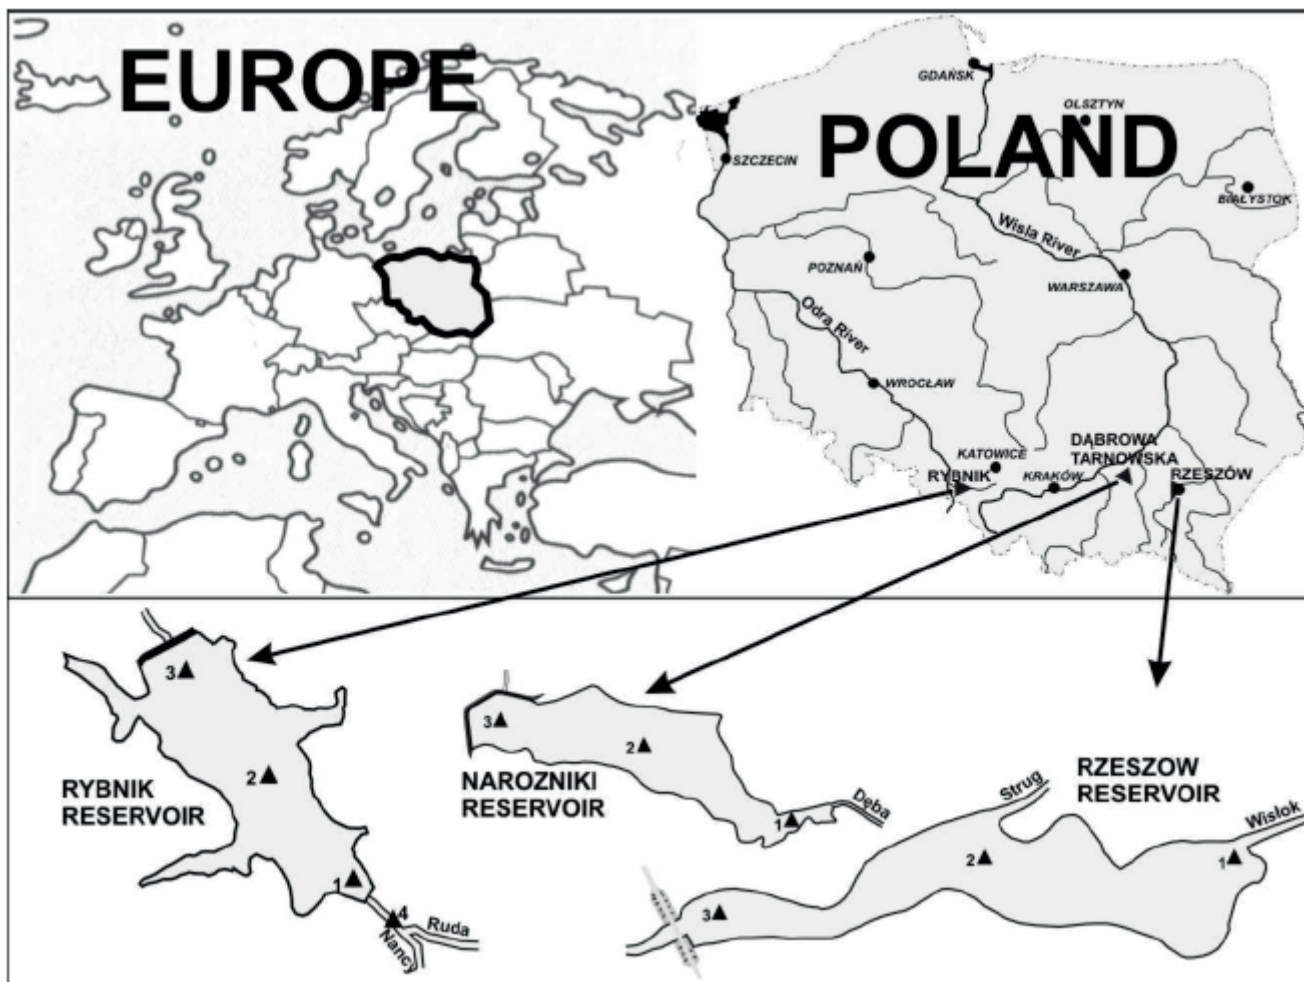 EUROPE
POLAND
GDAŃSK
OLSZTYN
SZCZECIN
BIAŁYSTOK
Wisla River
POZNAŃ
WARSZAWA
Odra River
WROCŁAW
DĄBROWA
TARNOWSKA
KATOWICE
RYBNIK
KRAKÓW
RZESZÓW
3
2
1
4
RYBNIK
RESERVOIR
Ruda
Nancy
3
2
1
NAROZNIKI
RESERVOIR
Dęba
RZESZOW
RESERVOIR
Strug
Wisłok
2
1
3